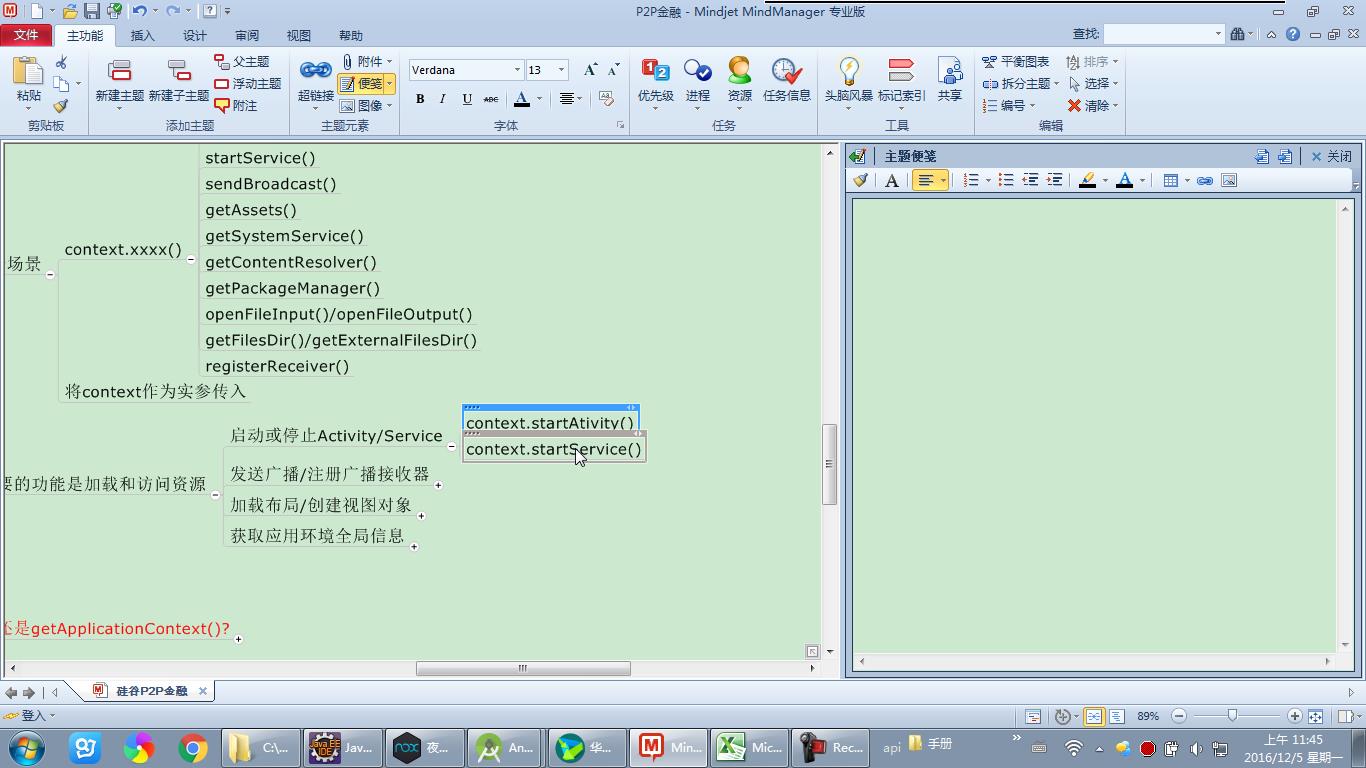 P2P金融 - Mindjet MindManager 专业版
文件 主功能 插入 设计 审阅 视图 帮助 查找:
粘贴 新建主题 新建子主题 父主题 浮动主题 附注 超链接 附件 便笺 图像 Verdana 13 优先级 进程 资源 任务信息 头脑风暴 标记索引 共享 平衡图表 拆分主题 编号 排序 选择 清除
B I U ABC A
剪贴板 添加主题 主题元素 字体 任务 工具 编辑
主题便笺 关闭
startService()
sendBroadcast()
getAssets()
getSystemService()
context.xxxx()
场景
getContentResolver()
getPackageManager()
openFileInput()/openFileOutput()
getFilesDir()/getExternalFilesDir()
registerReceiver()
将context作为实参传入
context.startAtivity()
启动或停止Activity/Service
context.startService()
发送广播/注册广播接收器
要的功能是加载和访问资源
加载布局/创建视图对象
获取应用环境全局信息
还是getApplicationContext()?
硅谷P2P金融
登入 89%
C:\... Jav... 夜... An... 华... Min... Mic... Rec... api 手册
上午 11:45
2016/12/5 星期一